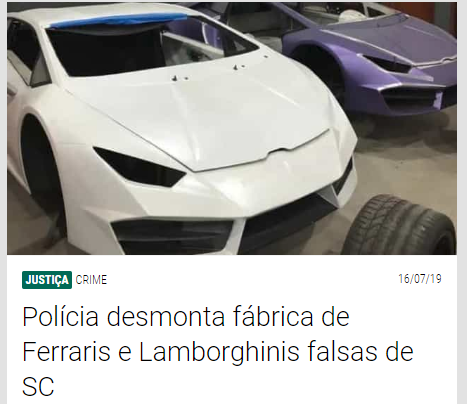 JUSTIÇA CRIME 16/07/19
Polícia desmonta fábrica de
Ferraris e Lamborghinis falsas de
SC